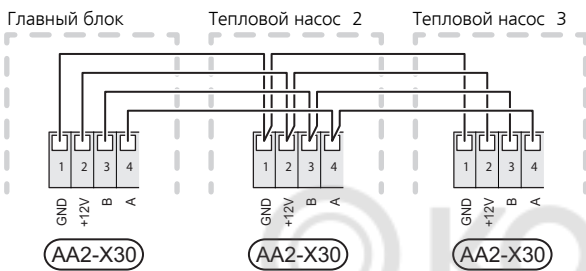 Главный блок
Тепловой насос 2
Тепловой насос 3
1 2 3 4
1 2 3 4
1 2 3 4
GND +12V B A
GND +12V B A
GND +12V B A
AA2-X30
AA2-X30
AA2-X30